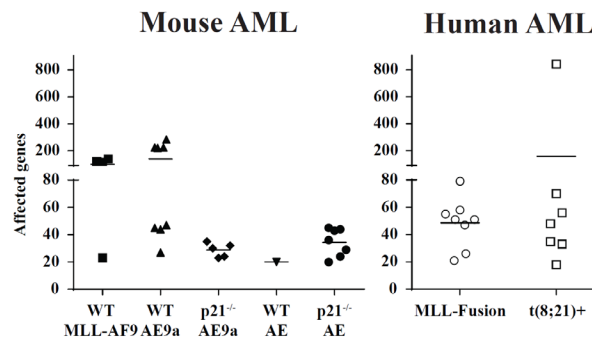 Mouse AML Human AML
800 800
600 600
400 400
200 200
80 80
60 60
40 40
20 20
0 0
Affected genes
WT WT p21⁻/⁻ WT p21⁻/⁻ MLL-Fusion t(8;21)+
MLL-AF9 AE9a AE9a AE AE